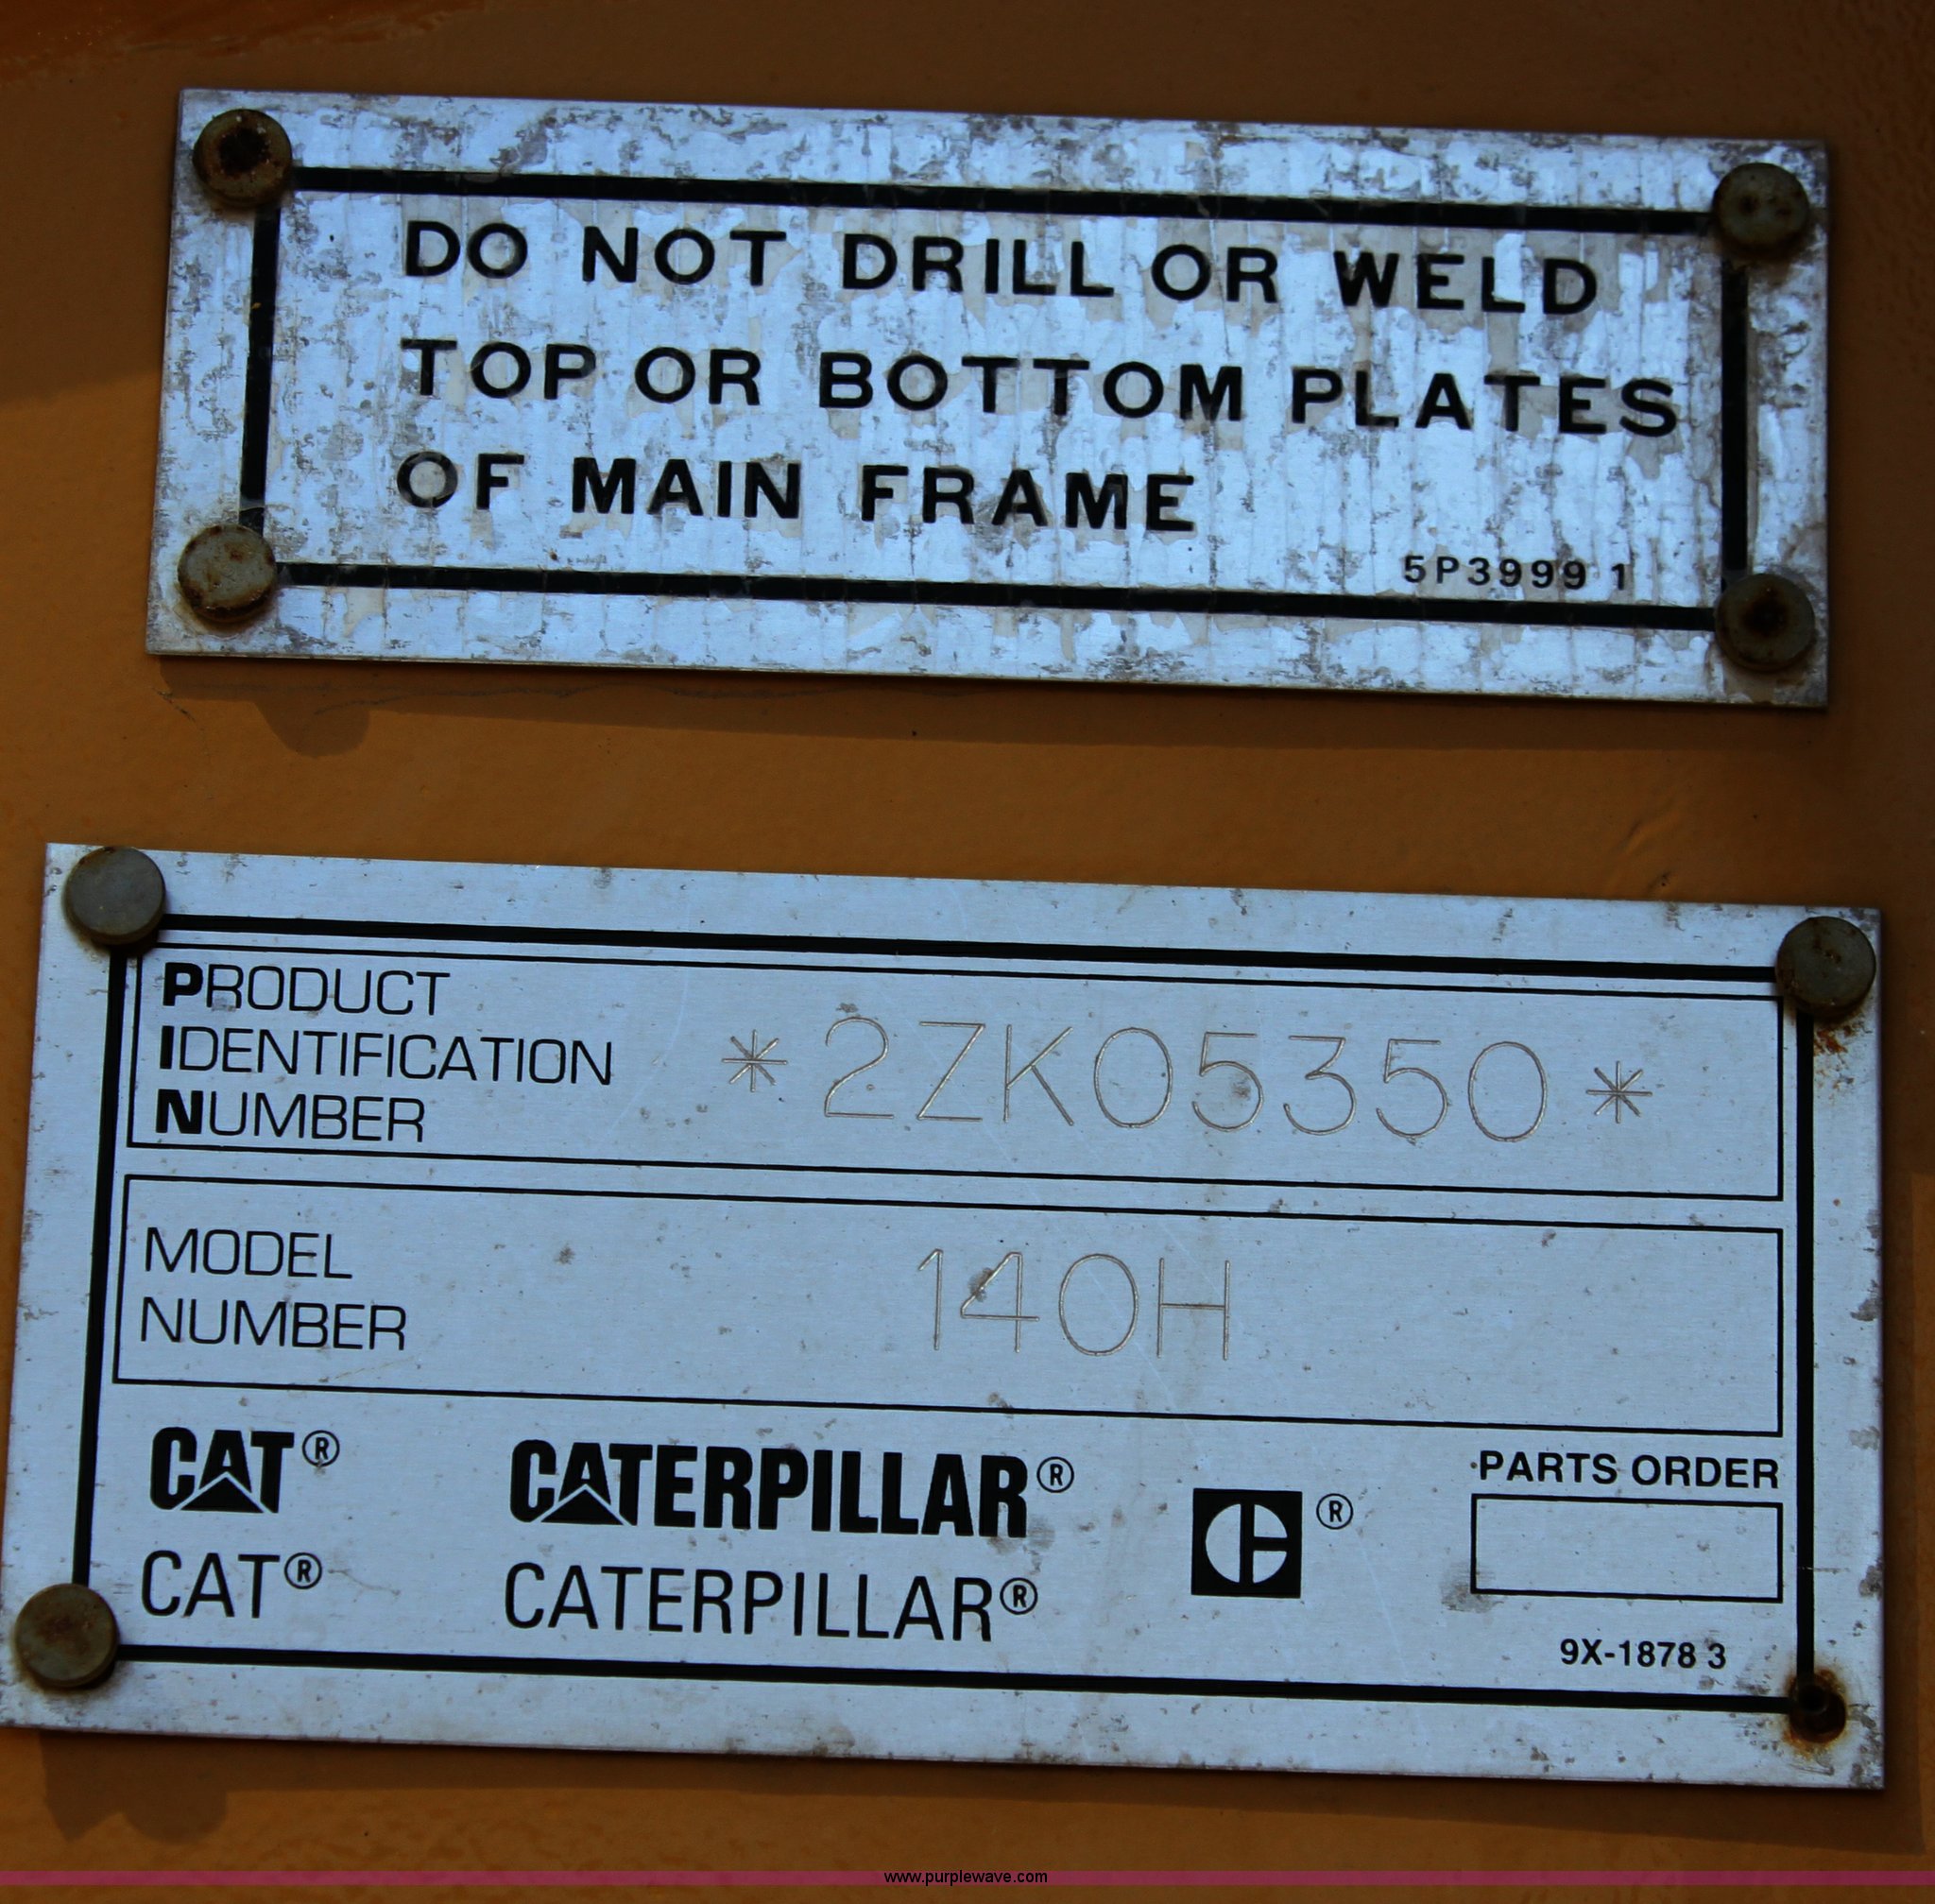 DO NOT DRILL OR WELD
TOP OR BOTTOM PLATES
OF MAIN FRAME
5P3999 1
PRODUCT
IDENTIFICATION
NUMBER
*2ZK05350*
MODEL
NUMBER
140H
CAT® CATERPILLAR® ®
PARTS ORDER
CAT® CATERPILLAR®
9X-1878 3
www.purplewave.com